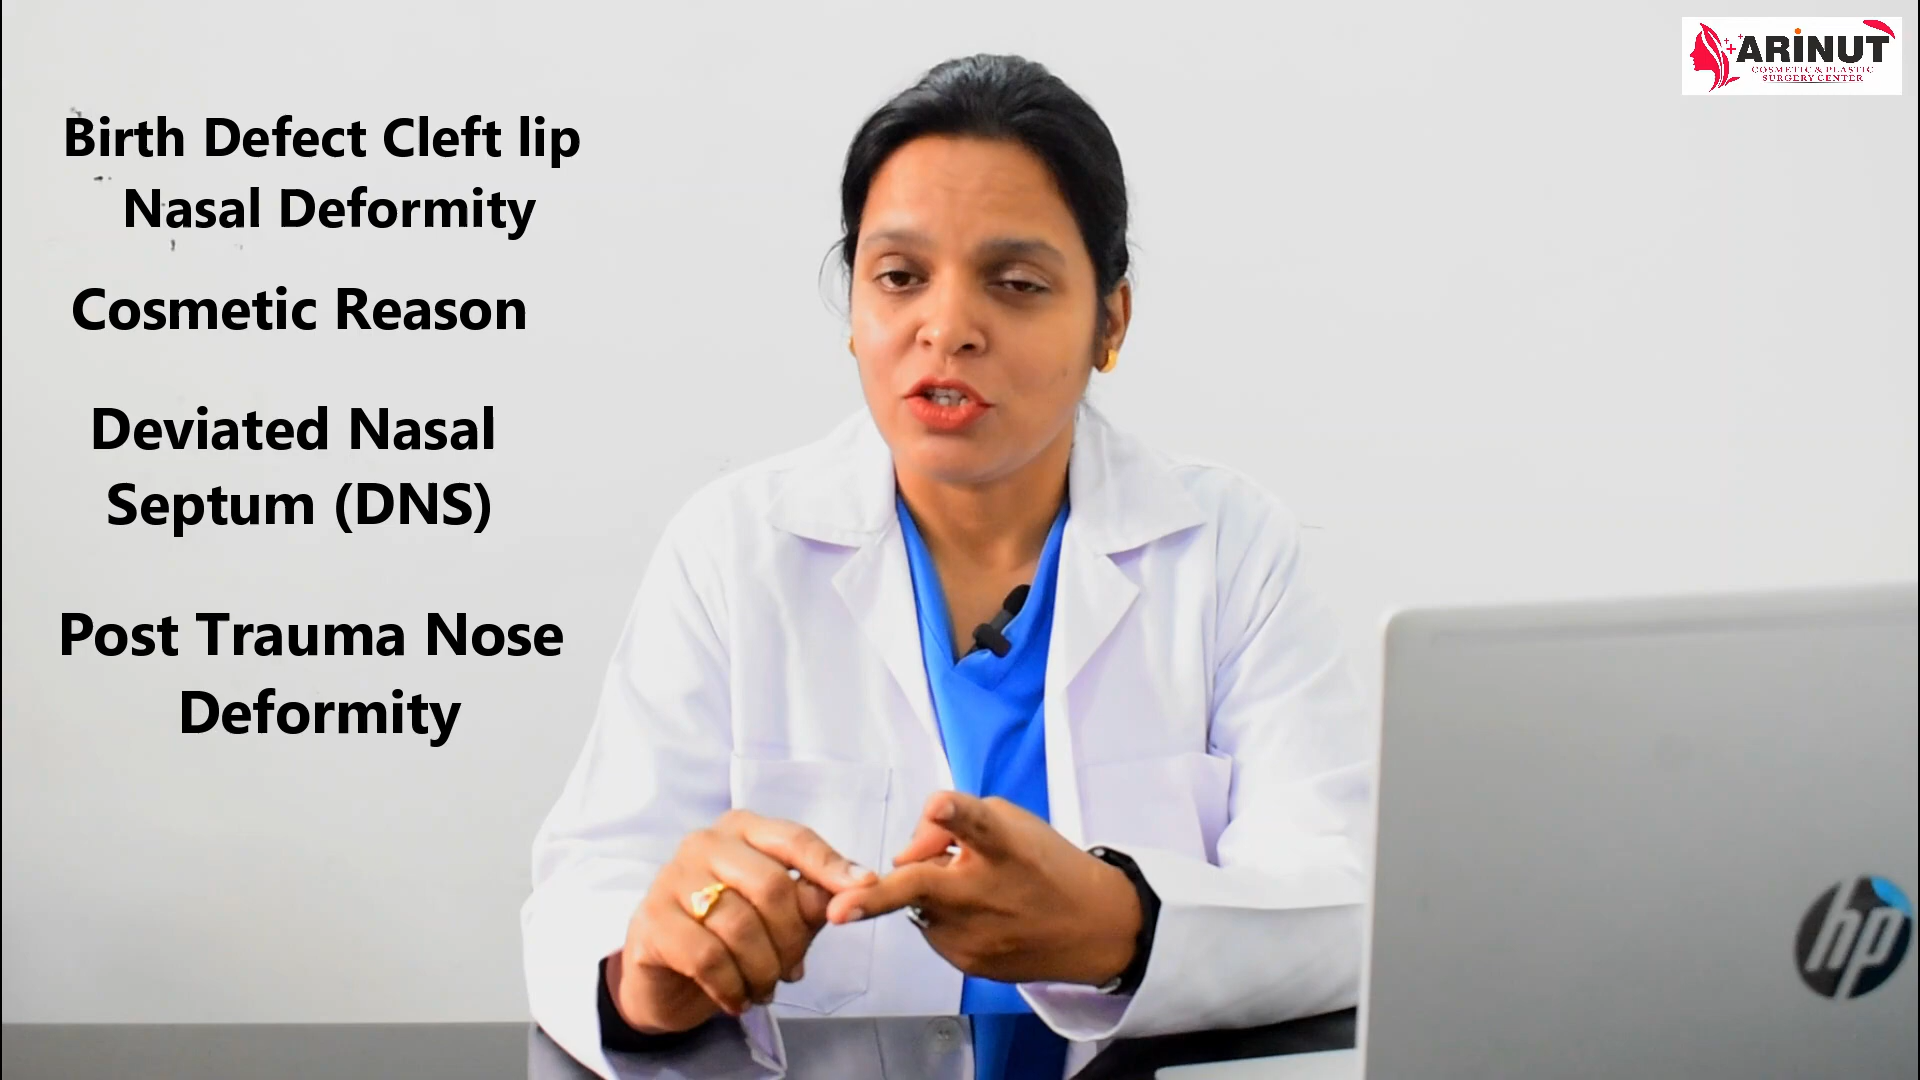 Birth Defect Cleft lip
Nasal Deformity
Cosmetic Reason
Deviated Nasal
Septum (DNS)
Post Trauma Nose
Deformity
ARiNUT
COSMETIC & PLASTIC
SURGERY CENTER
hp